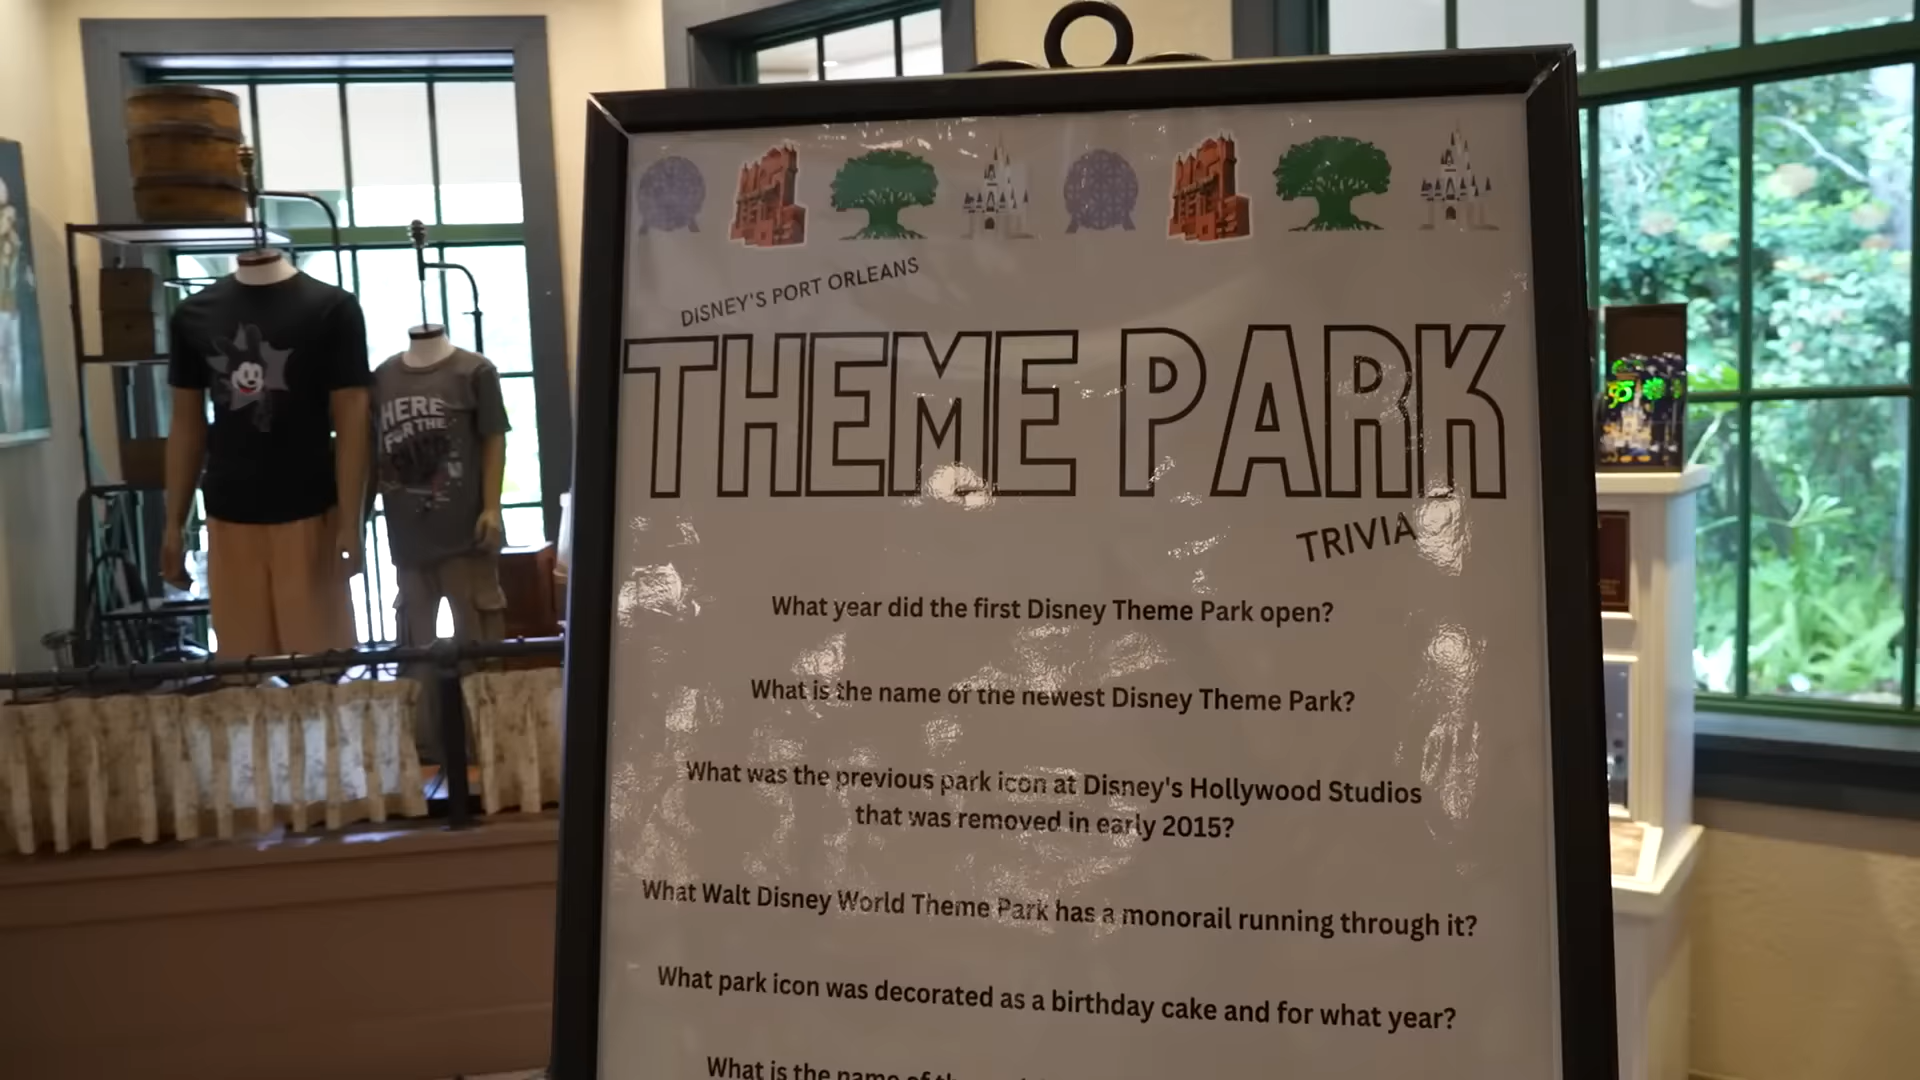 DISNEY'S PORT ORLEANS
THEME PARK
TRIVIA
What year did the first Disney Theme Park open?
What is the name of the newest Disney Theme Park?
What was the previous park icon at Disney's Hollywood Studios
that was removed in early 2015?
What Walt Disney World Theme Park has a monorail running through it?
What park icon was decorated as a birthday cake and for what year?
What is the name of
HERE
FOR THE